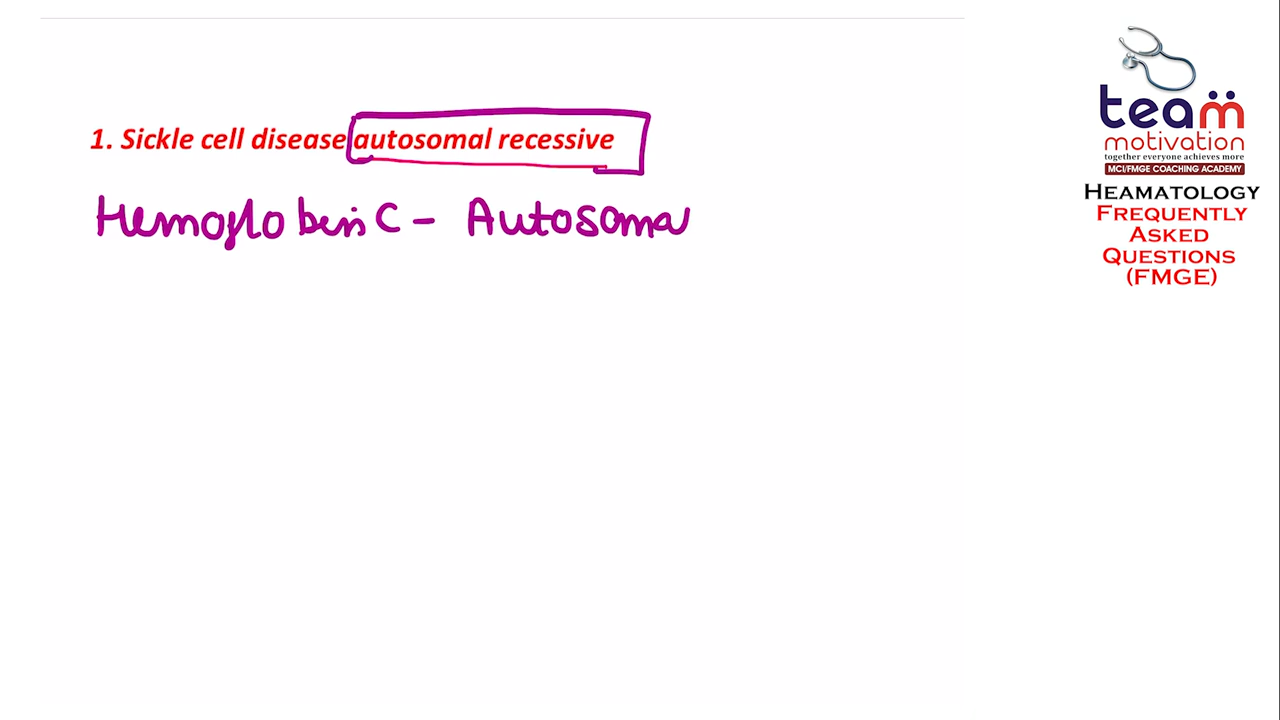 1. Sickle cell disease autosomal recessive
Hemoglobin C - Autosoma
team
motivation
together everyone achieves more
MCI/FMGE COACHING ACADEMY
Heamatology
Frequently
Asked
Questions
(FMGE)